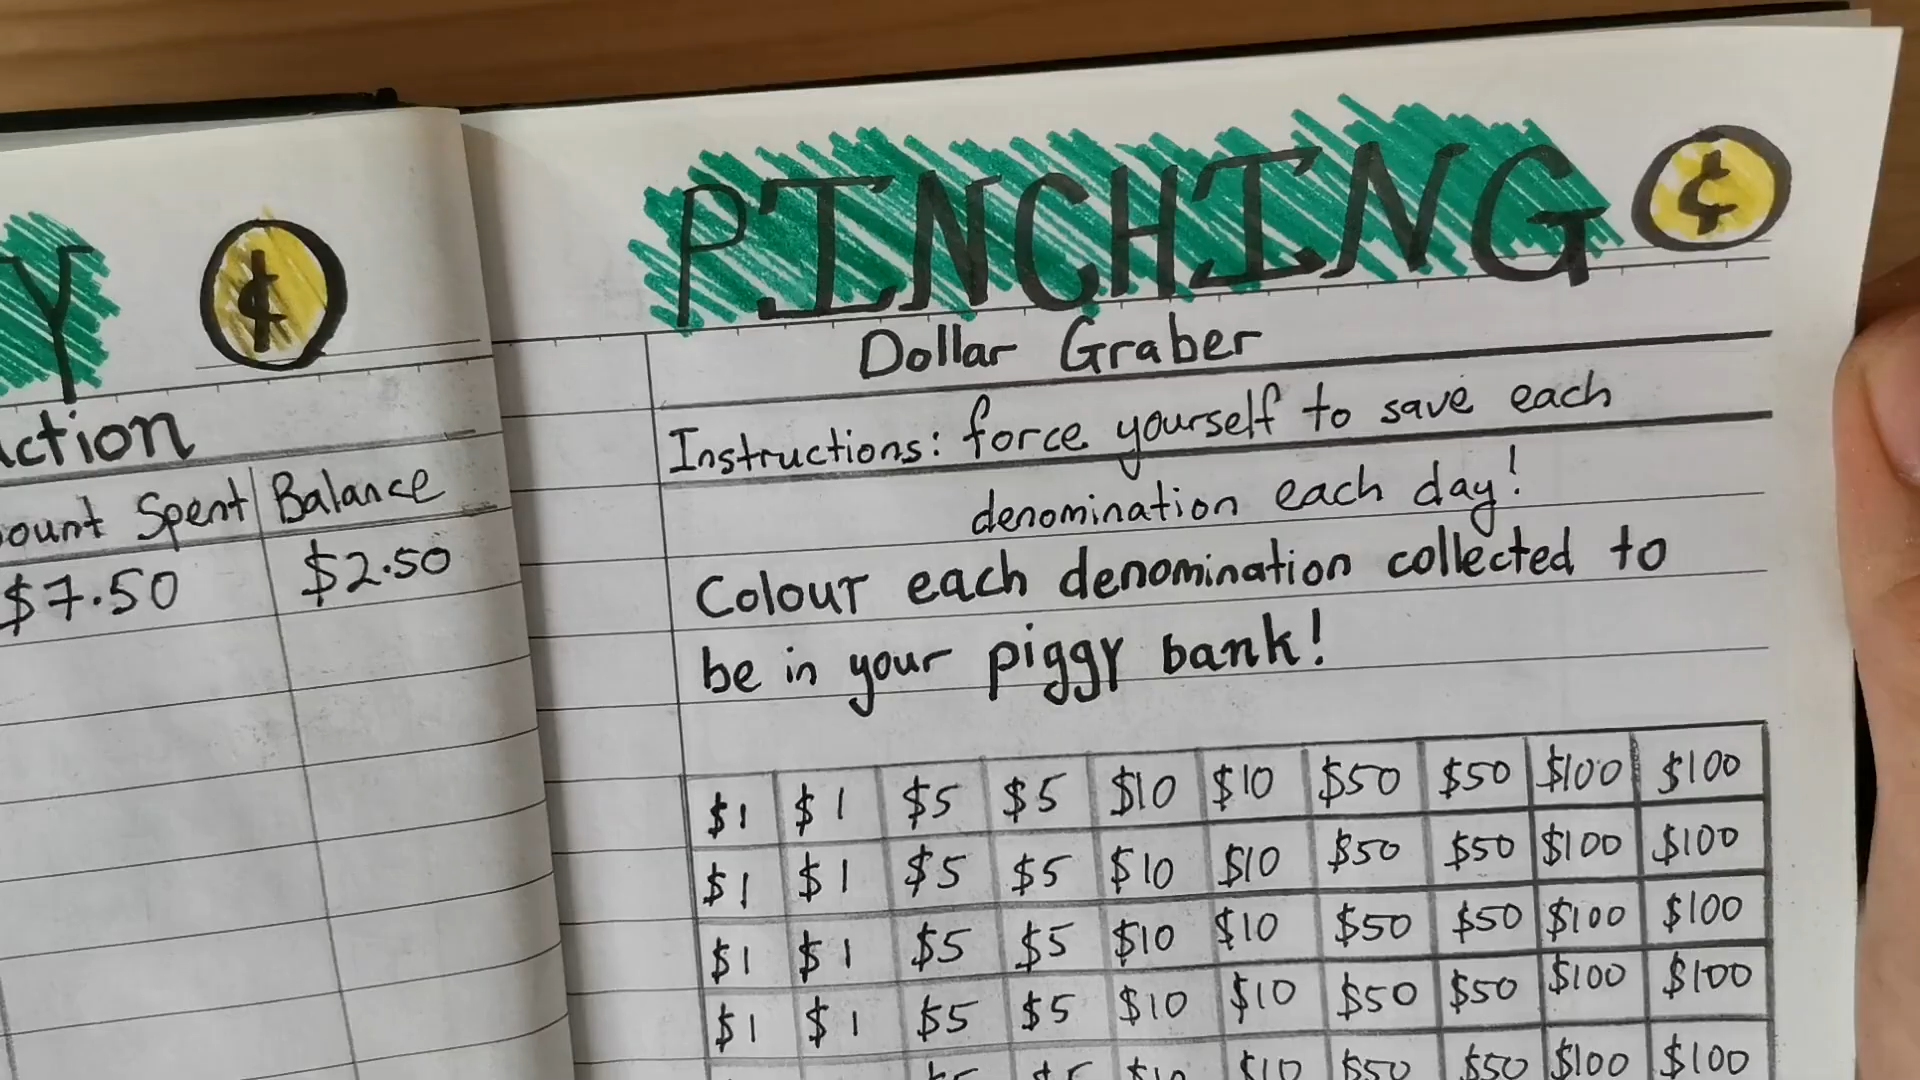 Y ¢
ction
ount Spent Balance
$7.50 $2.50
PINCHING ¢
Dollar Graber
Instructions: force yourself to save each
denomination each day!
Colour each denomination collected to
be in your piggy bank!
$1 $1 $5 $5 $10 $10 $50 $50 $100 $100
$1 $1 $5 $5 $10 $10 $50 $50 $100 $100
$1 $1 $5 $5 $10 $10 $50 $50 $100 $100
$1 $1 $5 $5 $10 $10 $50 $50 $100 $100
$5 $5 $10 $10 $50 $50 $100 $100